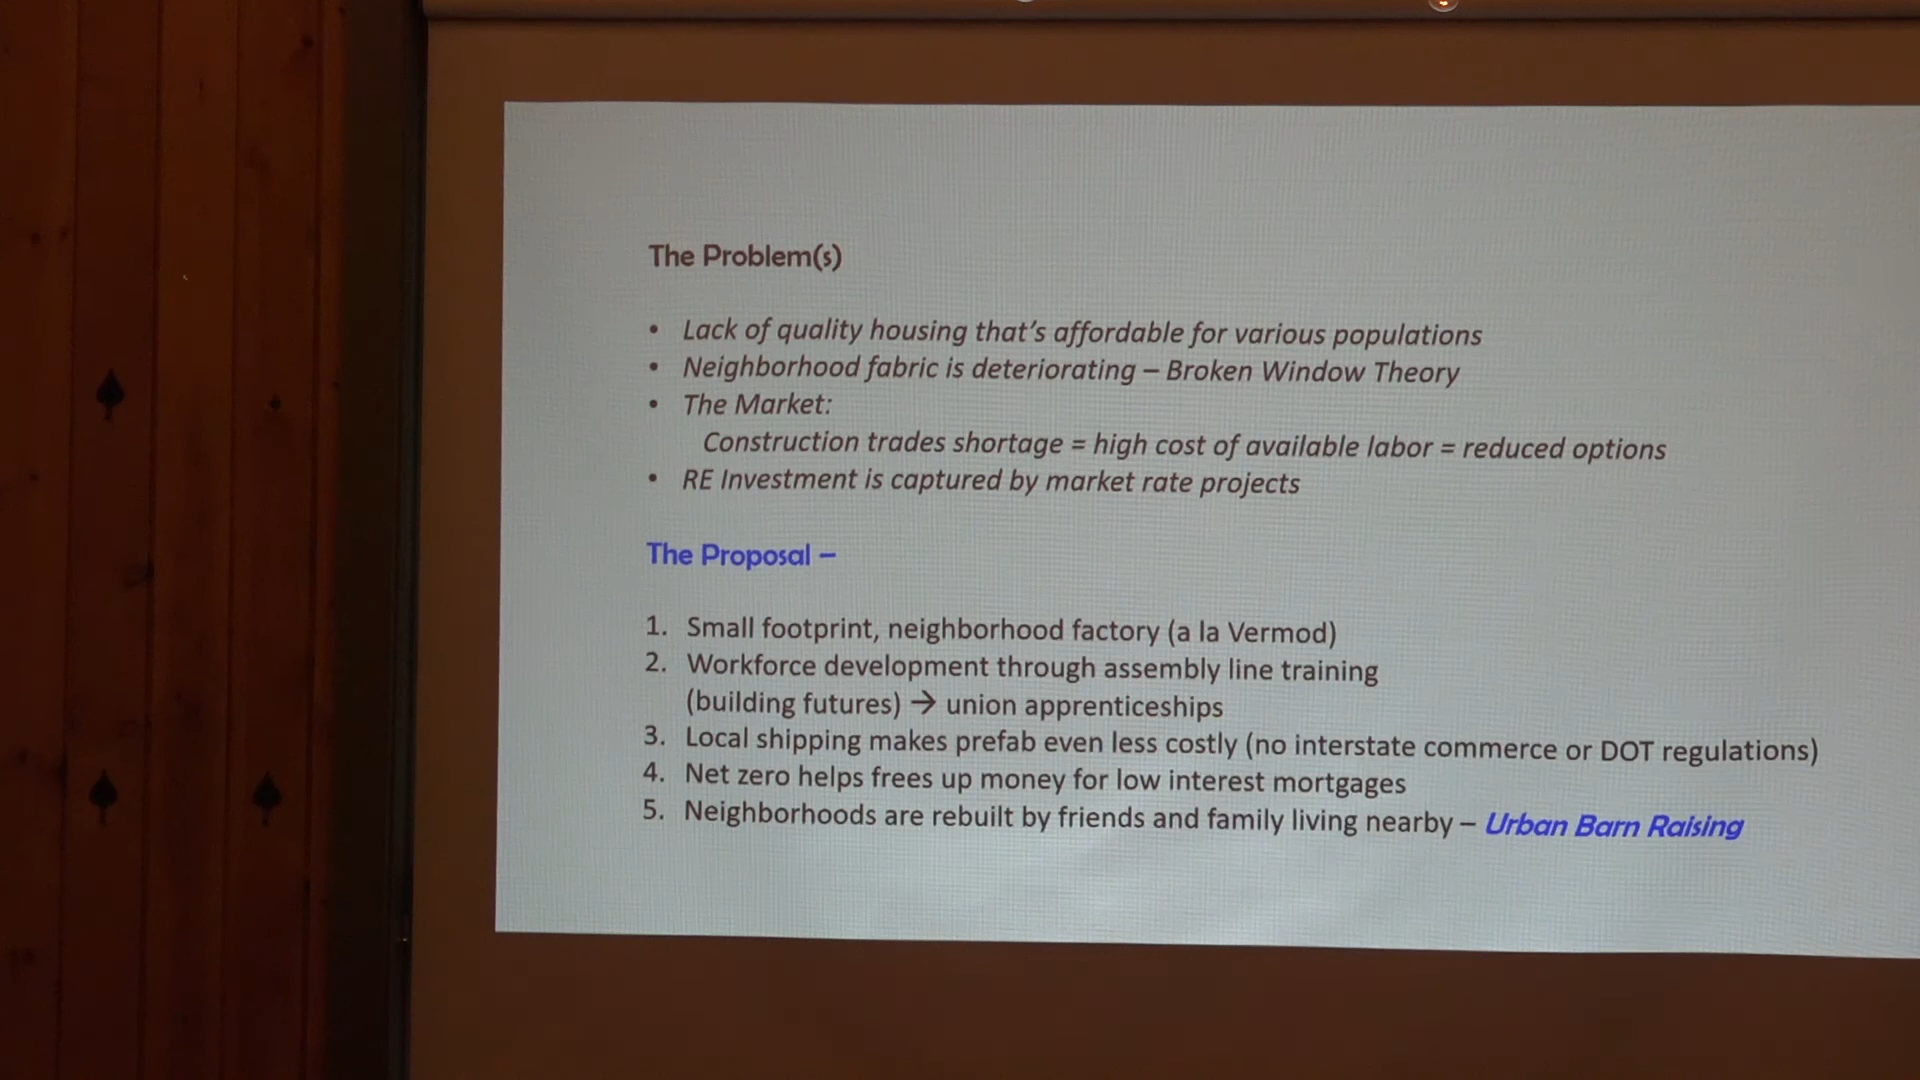 The Problem(s)
• Lack of quality housing that's affordable for various populations
• Neighborhood fabric is deteriorating – Broken Window Theory
• The Market:
Construction trades shortage = high cost of available labor = reduced options
• RE Investment is captured by market rate projects
The Proposal –
1. Small footprint, neighborhood factory (a la Vermod)
2. Workforce development through assembly line training
(building futures) → union apprenticeships
3. Local shipping makes prefab even less costly (no interstate commerce or DOT regulations)
4. Net zero helps frees up money for low interest mortgages
5. Neighborhoods are rebuilt by friends and family living nearby – Urban Barn Raising